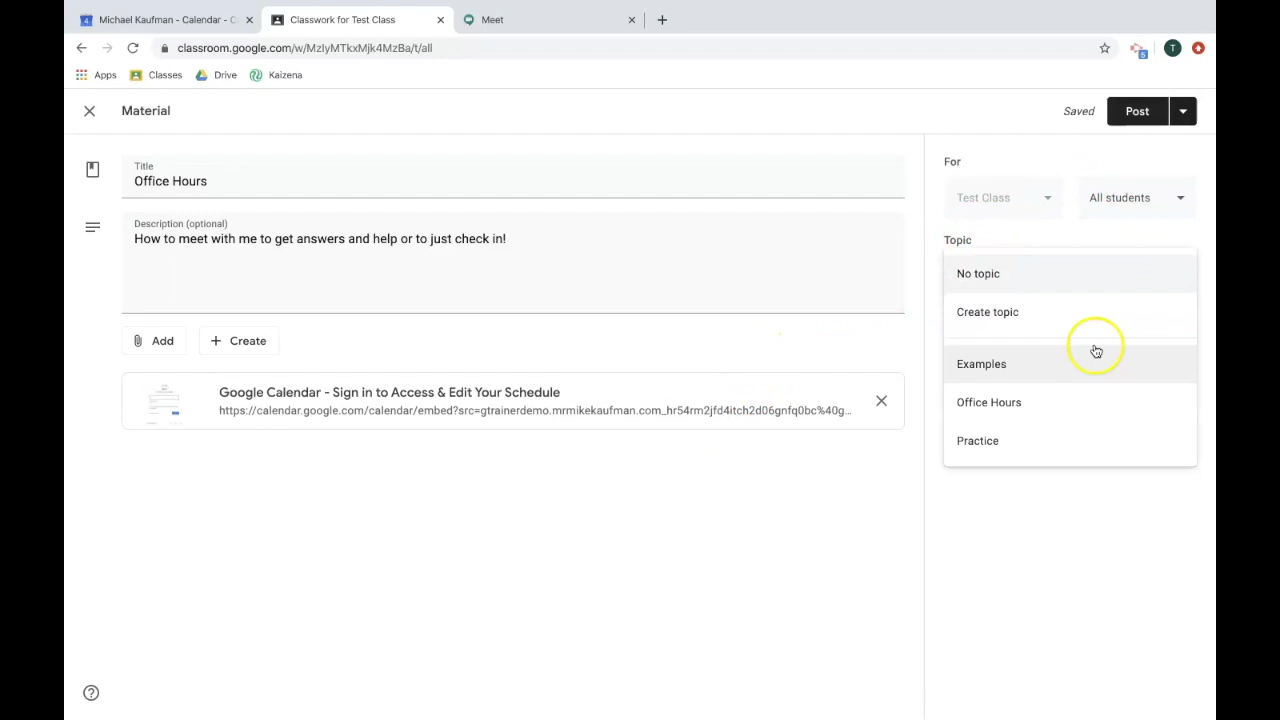 Michael Kaufman - Calendar - C
Classwork for Test Class
Meet
classroom.google.com/w/MzIyMTkxMjk4MzBa/t/all
5
T
Apps
Classes
Drive
Kaizena
Material
Saved
Post
Title
Office Hours
For
Test Class
All students
Description (optional)
How to meet with me to get answers and help or to just check in!
Topic
No topic
Create topic
Examples
Office Hours
Practice
Add
Create
Google Calendar - Sign in to Access & Edit Your Schedule
https://calendar.google.com/calendar/embed?src=gtrainerdemo.mrmikekaufman.com_hr54rm2jfd4itch2d06gnfq0bc%40g...